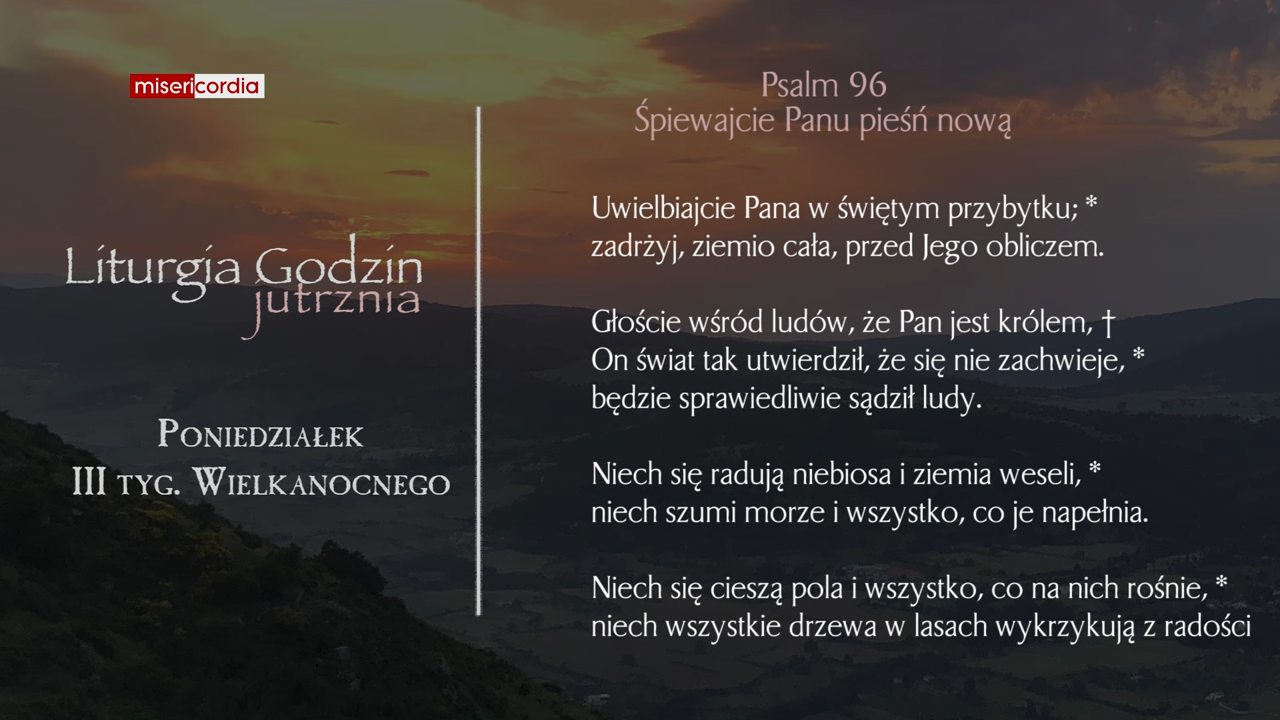 misericordia
Liturgia Godzin
jutrznia
Poniedziałek
III tyg. Wielkanocnego
Psalm 96
Śpiewajcie Panu pieśń nową
Uwielbiajcie Pana w świętym przybytku; *
zadrżyj, ziemio cała, przed Jego obliczem.
Głoście wśród ludów, że Pan jest królem, †
On świat tak utwierdził, że się nie zachwieje, *
będzie sprawiedliwie sądził ludy.
Niech się radują niebiosa i ziemia weseli, *
niech szumi morze i wszystko, co je napełnia.
Niech się cieszą pola i wszystko, co na nich rośnie, *
niech wszystkie drzewa w lasach wykrzykują z radości